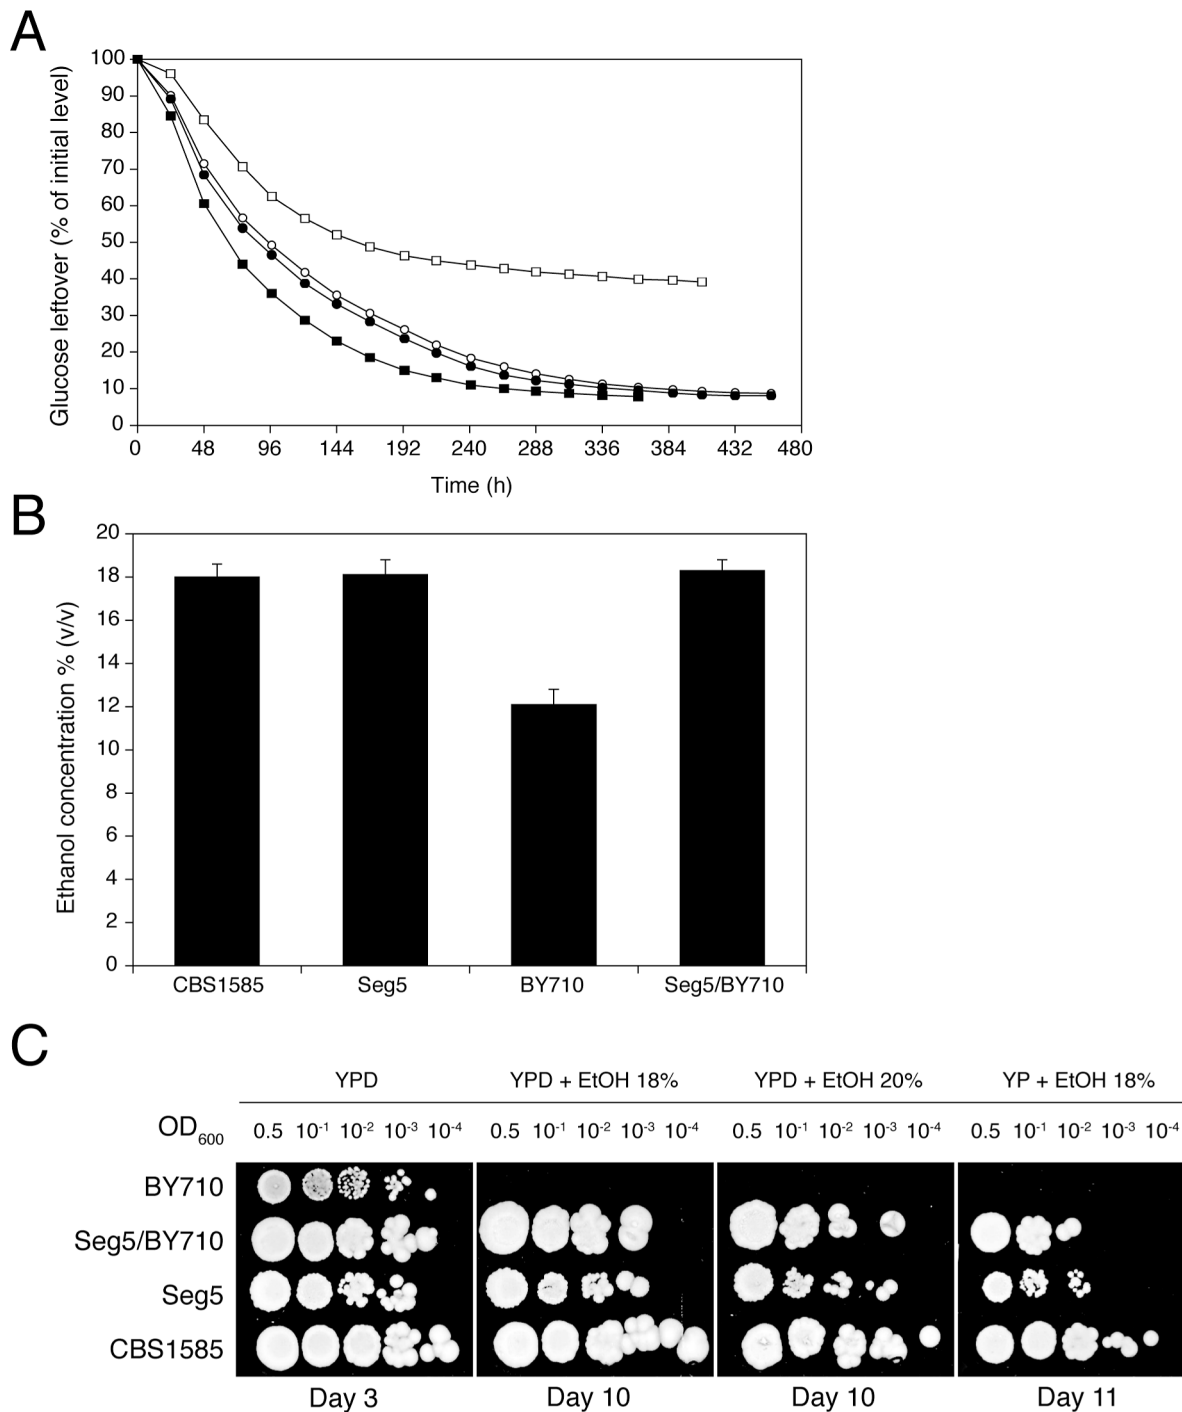 A
Glucose leftover (% of initial level)
100
90
80
70
60
50
40
30
20
10
0
0 48 96 144 192 240 288 336 384 432 480
Time (h)
B
Ethanol concentration % (v/v)
20
18
16
14
12
10
8
6
4
2
0
CBS1585 Seg5 BY710 Seg5/BY710
C
YPD YPD + EtOH 18% YPD + EtOH 20% YP + EtOH 18%
OD₆₀₀ 0.5 10⁻¹ 10⁻² 10⁻³ 10⁻⁴ 0.5 10⁻¹ 10⁻² 10⁻³ 10⁻⁴ 0.5 10⁻¹ 10⁻² 10⁻³ 10⁻⁴ 0.5 10⁻¹ 10⁻² 10⁻³ 10⁻⁴
BY710
Seg5/BY710
Seg5
CBS1585
Day 3 Day 10 Day 10 Day 11